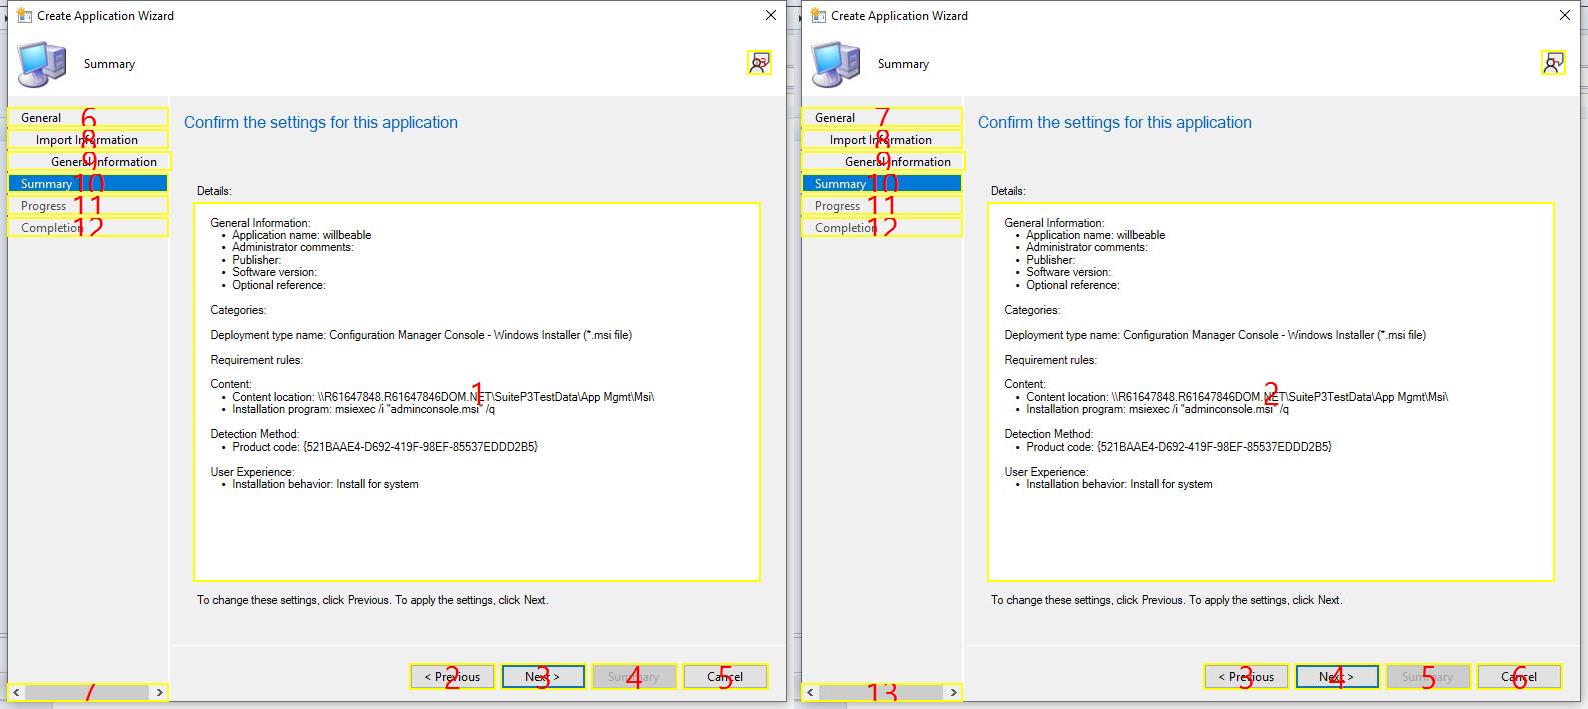 Create Application Wizard
Summary
13
General 6
Import Information 8
General Information 9
Summary 10
Progress 11
Completion 12
Confirm the settings for this application
Details:
General Information:
• Application name: willbeable
• Administrator comments:
• Publisher:
• Software version:
• Optional reference:
Categories:
Deployment type name: Configuration Manager Console - Windows Installer (*.msi file)
Requirement rules:
1
Content:
• Content location: \\R61647848.R61647846DOM.NET\SuiteP3TestData\App Mgmt\Msi\
• Installation program: msiexec /i "adminconsole.msi" /q
Detection Method:
• Product code: {521BAAE4-D692-419F-98EF-85537EDDD2B5}
User Experience:
• Installation behavior: Install for system
To change these settings, click Previous. To apply the settings, click Next.
< Previous 2
Next > 3
Summary 4
Cancel 5
7
Create Application Wizard
Summary
General 7
Import Information 8
General Information 9
Summary 10
Progress 11
Completion 12
Confirm the settings for this application
Details:
General Information:
• Application name: willbeable
• Administrator comments:
• Publisher:
• Software version:
• Optional reference:
Categories:
Deployment type name: Configuration Manager Console - Windows Installer (*.msi file)
Requirement rules:
2
Content:
• Content location: \\R61647848.R61647846DOM.NET\SuiteP3TestData\App Mgmt\Msi\
• Installation program: msiexec /i "adminconsole.msi" /q
Detection Method:
• Product code: {521BAAE4-D692-419F-98EF-85537EDDD2B5}
User Experience:
• Installation behavior: Install for system
To change these settings, click Previous. To apply the settings, click Next.
< Previous 3
Next > 4
Summary 5
Cancel 6
13